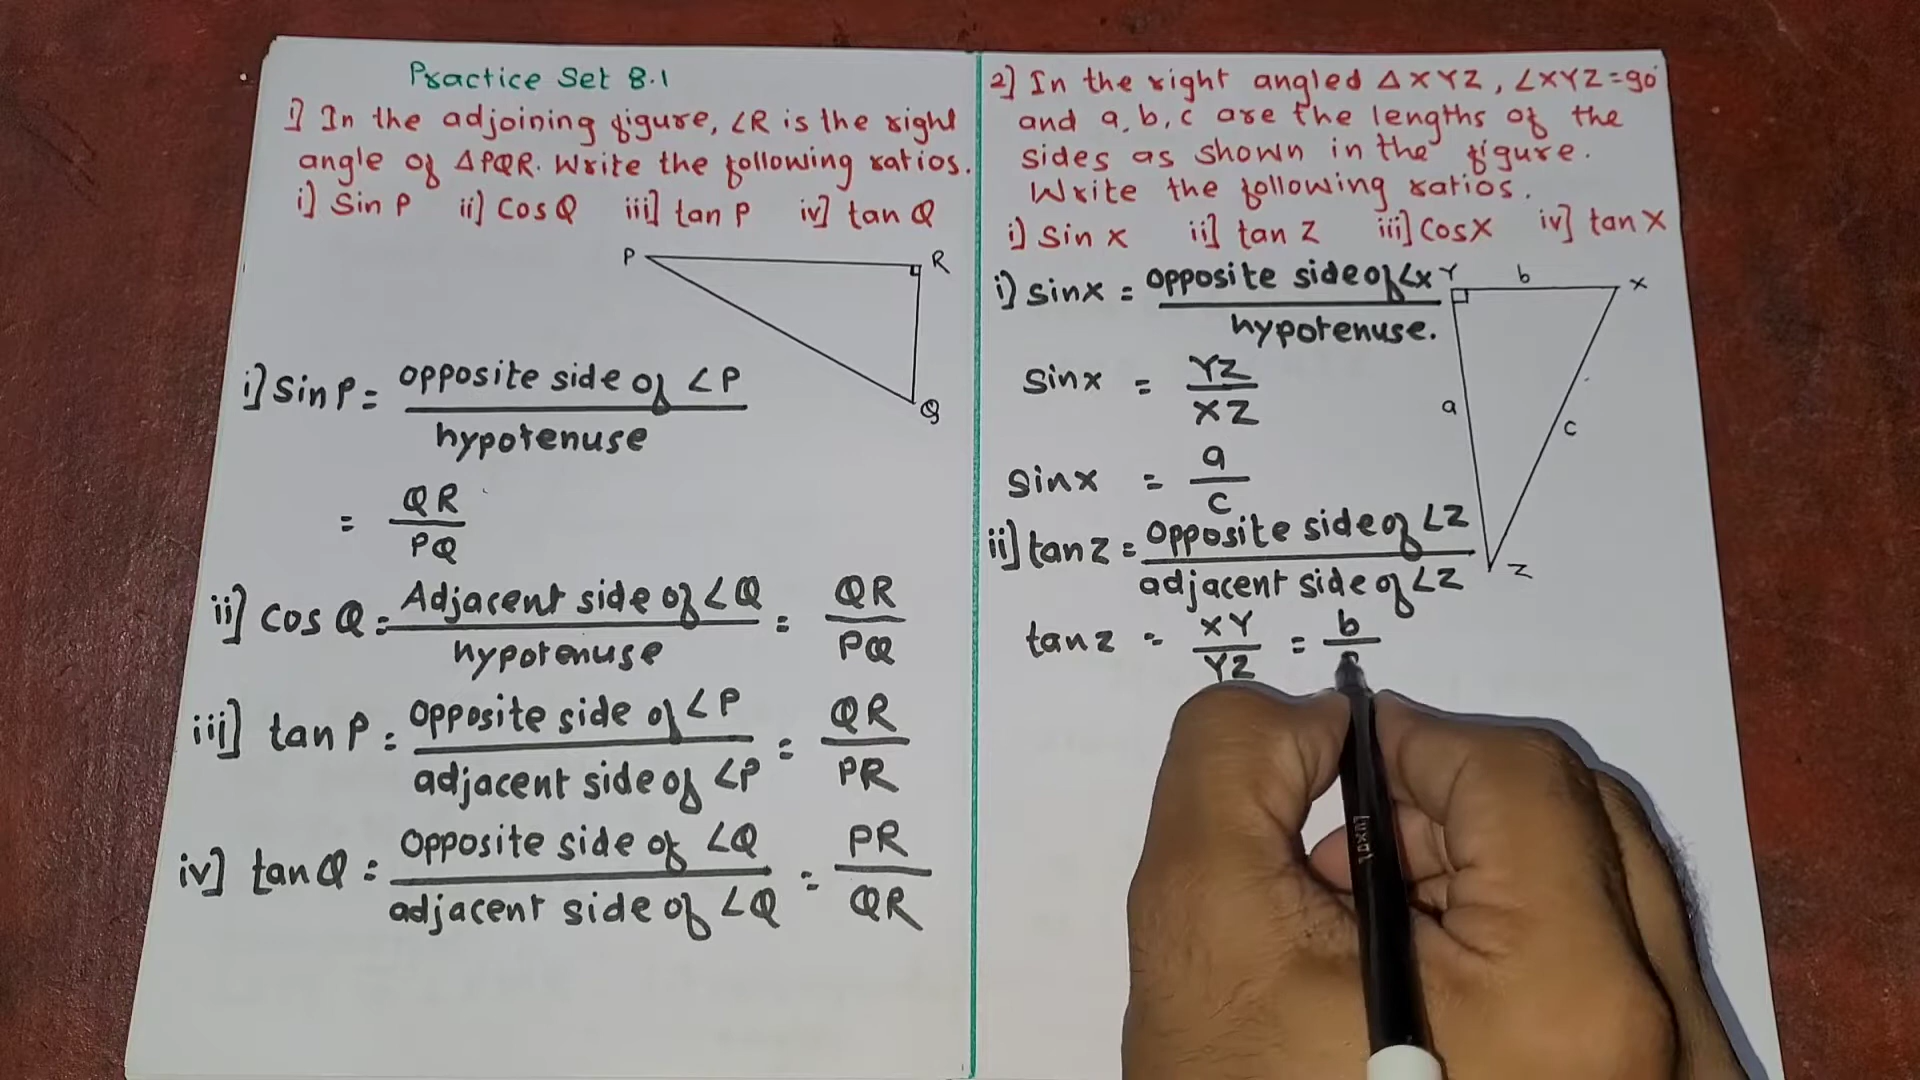 Practice Set 8.1
1] In the adjoining figure, ∠R is the right
angle of △PQR. Write the following ratios.
i] Sin P ii] Cos Q iii] tan P iv] tan Q
P R
Q
i] Sin P = opposite side of ∠P
hypotenuse
= QR
PQ
ii] Cos Q = Adjacent side of ∠Q = QR
hypotenuse PQ
iii] tan P = opposite side of ∠P = QR
adjacent side of ∠P PR
iv] tan Q = opposite side of ∠Q = PR
adjacent side of ∠Q QR
2] In the right angled △XYZ, ∠XYZ=90°
and a, b, c are the lengths of the
sides as shown in the figure.
Write the following ratios.
i] Sin X ii] tan Z iii] Cos X iv] tan X
Y b X
a c
Z
i] sin x = opposite side of ∠x
hypotenuse.
sin x = YZ
XZ
sin x = a
c
ii] tan z = opposite side of ∠Z
adjacent side of ∠Z
tan z = XY = b
YZ
luxor